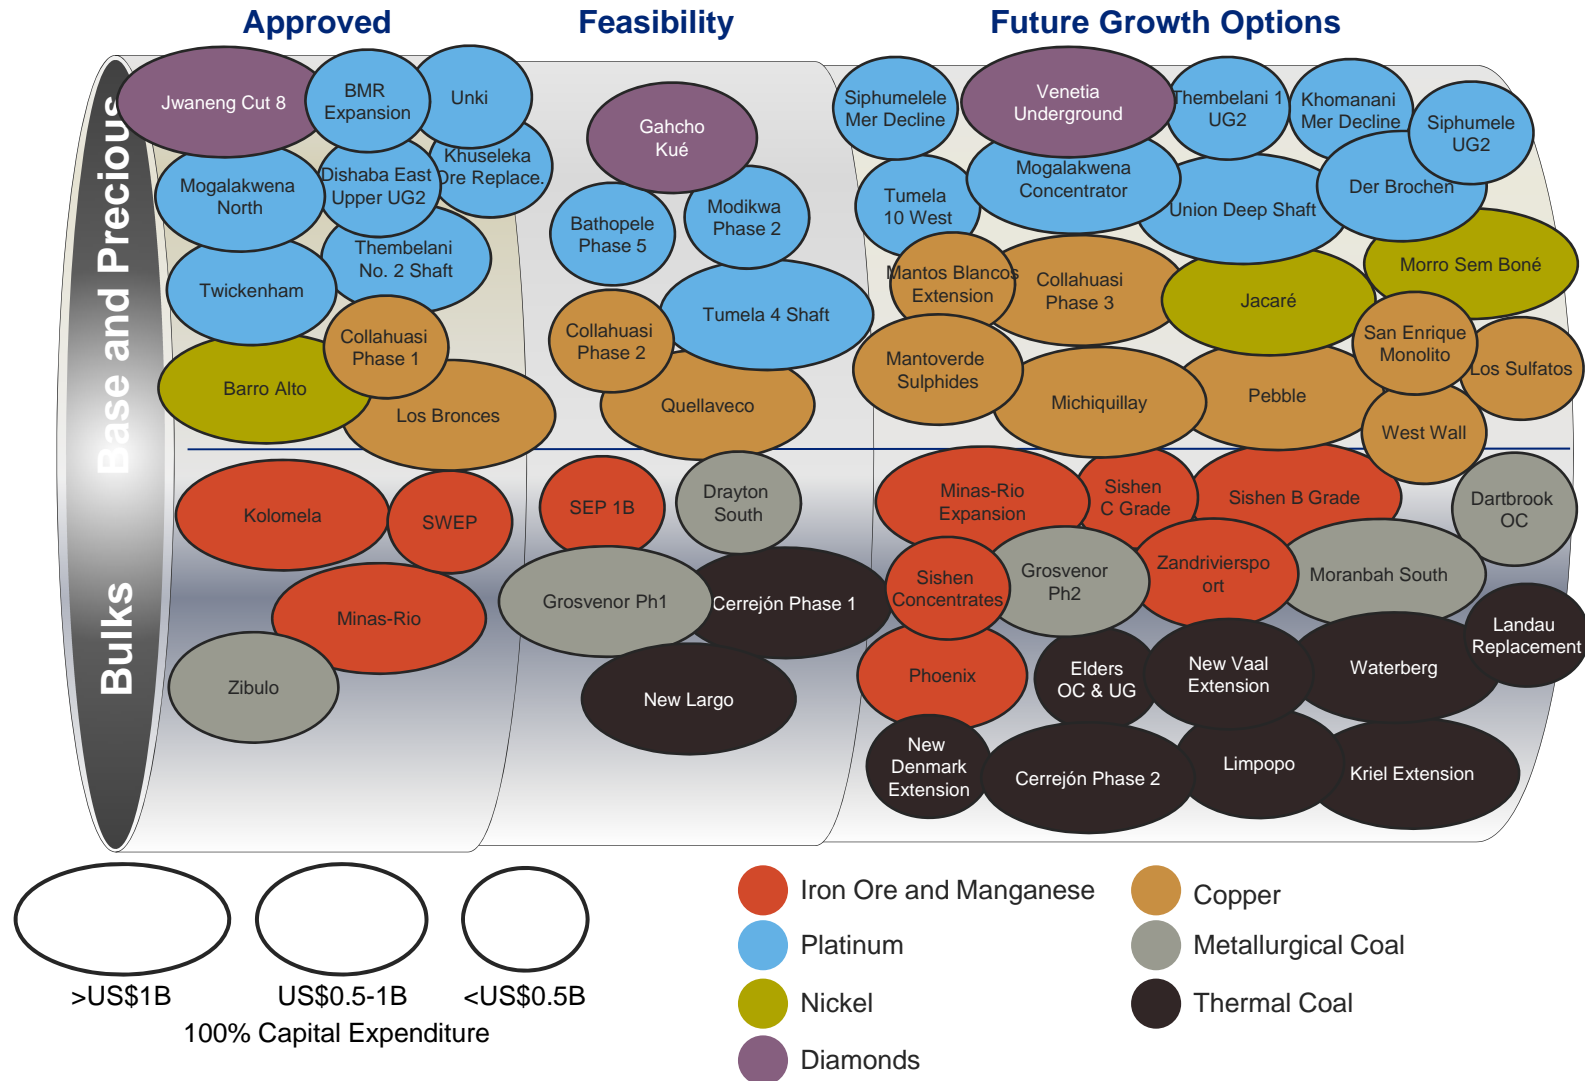 Approved
Feasibility
Future Growth Options
Base and Precious
Bulks
Jwaneng Cut 8
BMR
Expansion
Unki
Mogalakwena
North
Dishaba East
Upper UG2
Khuseleka
Ore Replace.
Twickenham
Thembelani
No. 2 Shaft
Collahuasi
Phase 1
Barro Alto
Los Bronces
Kolomela
SWEP
Minas-Rio
Zibulo
Gahcho
Kué
Bathopele
Phase 5
Modikwa
Phase 2
Collahuasi
Phase 2
Tumela 4 Shaft
Quellaveco
SEP 1B
Drayton
South
Grosvenor Ph1
Cerrejón Phase 1
New Largo
Siphumelele
Mer Decline
Venetia
Underground
Thembelani 1
UG2
Khomanani
Mer Decline
Siphumele
UG2
Tumela
10 West
Mogalakwena
Concentrator
Union Deep Shaft
Der Brochen
Mantos Blancos
Extension
Collahuasi
Phase 3
Jacaré
Morro Sem Boné
Mantoverde
Sulphides
Michiquillay
Pebble
San Enrique
Monolito
Los Sulfatos
West Wall
Minas-Rio
Expansion
Sishen
C Grade
Sishen B Grade
Dartbrook
OC
Sishen
Concentrates
Grosvenor
Ph2
Zandrivierspo
ort
Moranbah South
Landau
Replacement
Phoenix
Elders
OC & UG
New Vaal
Extension
Waterberg
New
Denmark
Extension
Cerrejón Phase 2
Limpopo
Kriel Extension
>US$1B
US$0.5-1B
<US$0.5B
100% Capital Expenditure
Iron Ore and Manganese
Platinum
Nickel
Diamonds
Copper
Metallurgical Coal
Thermal Coal